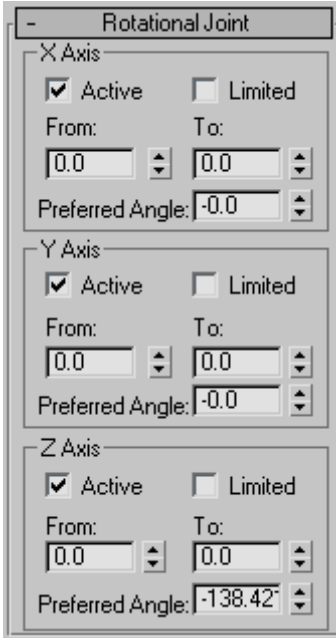 - Rotational Joint
X Axis
Active Limited
From: To:
0.0 0.0
Preferred Angle: -0.0
Y Axis
Active Limited
From: To:
0.0 0.0
Preferred Angle: -0.0
Z Axis
Active Limited
From: To:
0.0 0.0
Preferred Angle: -138.42